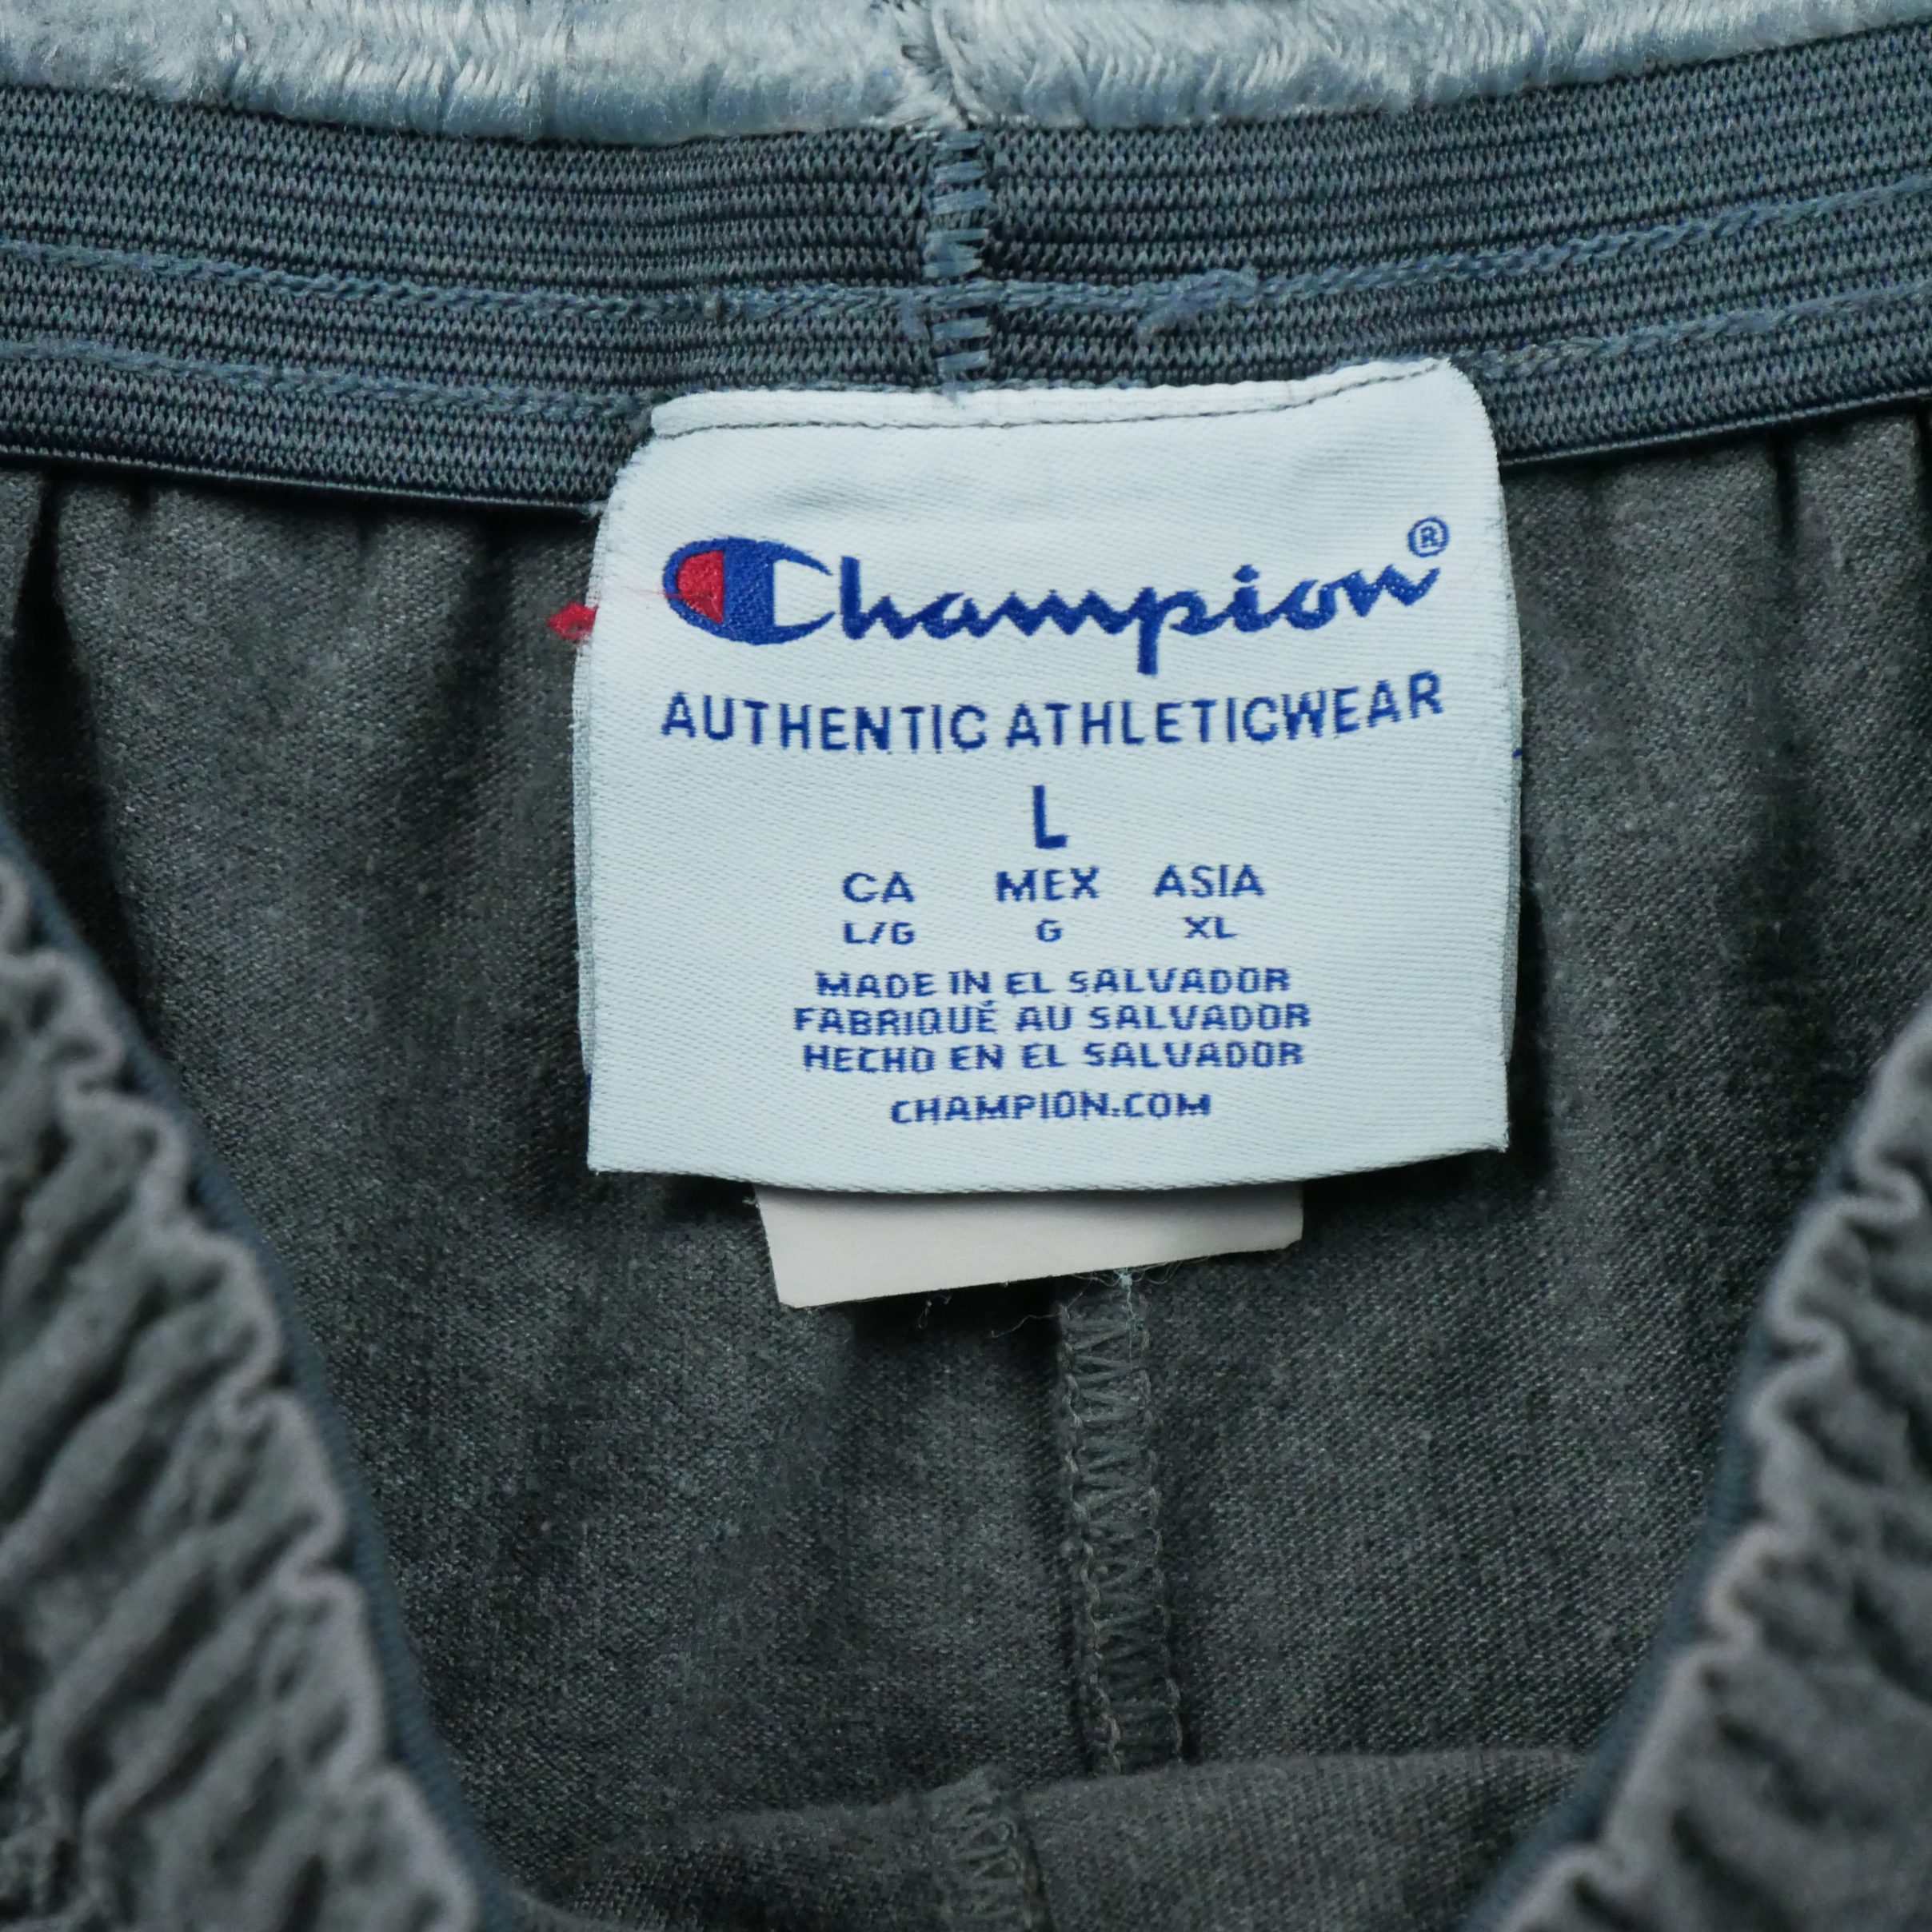 Champion®
AUTHENTIC ATHLETICWEAR
L
CA MEX ASIA
L/G G XL
MADE IN EL SALVADOR
FABRIQUÉ AU SALVADOR
HECHO EN EL SALVADOR
CHAMPION.COM